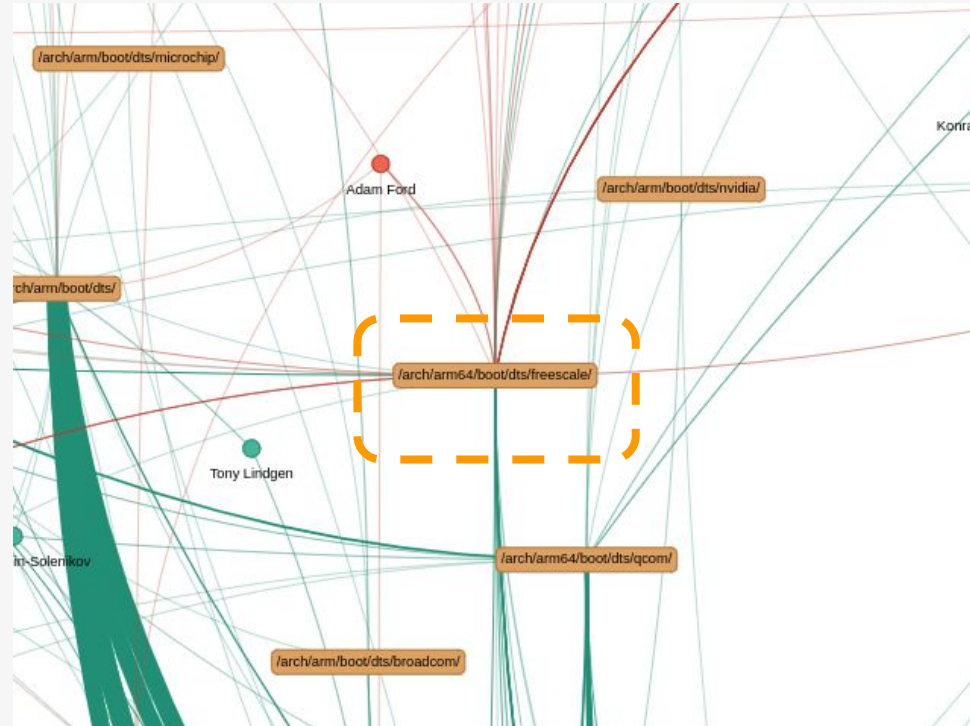 /arch/arm/boot/dts/microchip/
Konra
Adam Ford
/arch/arm/boot/dts/nvidia/
rch/arm/boot/dts/
/arch/arm64/boot/dts/freescale/
Tony Lindgen
in-Solenikov
/arch/arm64/boot/dts/qcom/
/arch/arm/boot/dts/broadcom/